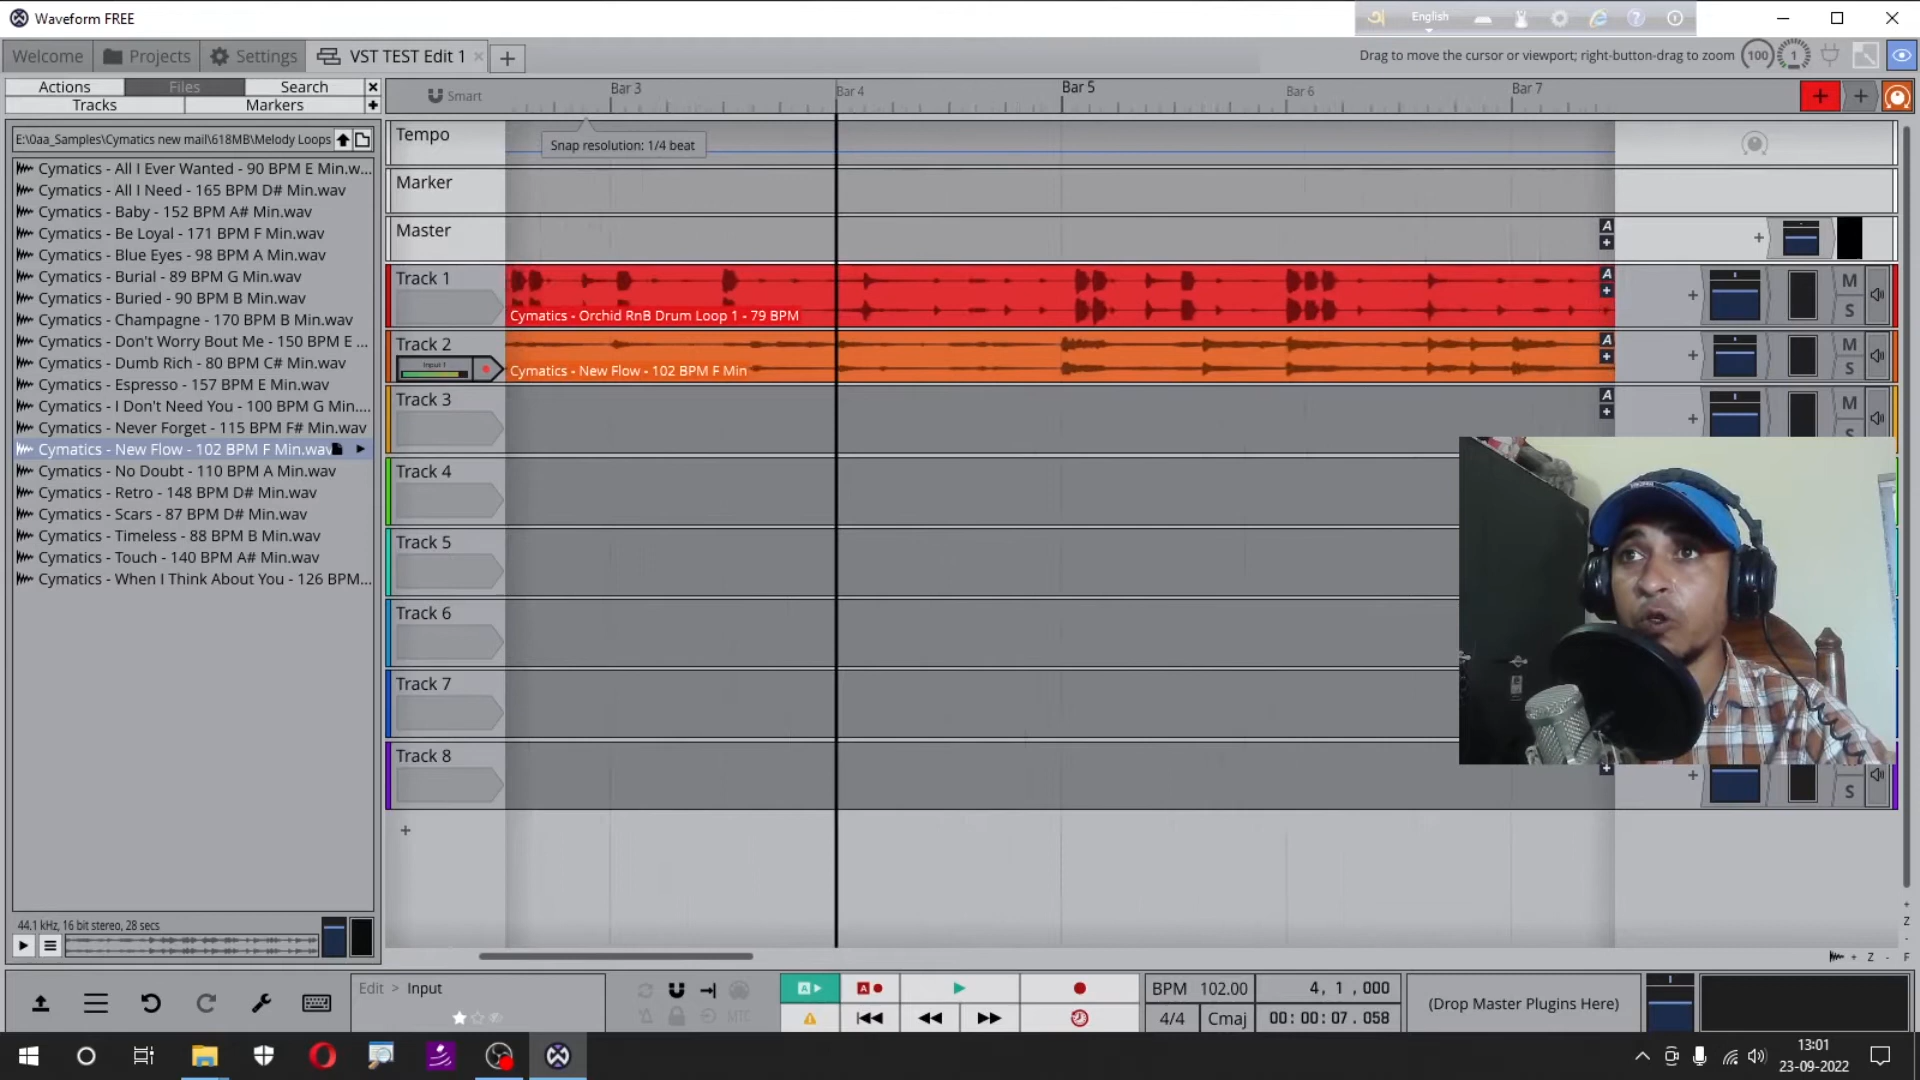 Waveform FREE
English
Welcome
Projects
Settings
VST TEST Edit 1
Drag to move the cursor or viewport; right-button-drag to zoom
100
1
Actions
Files
Search
Tracks
Markers
E:\0aa_Samples\Cymatics new mail\618MB\Melody Loops
Cymatics - All I Ever Wanted - 90 BPM E Min.w...
Cymatics - All I Need - 165 BPM D# Min.wav
Cymatics - Baby - 152 BPM A# Min.wav
Cymatics - Be Loyal - 171 BPM F Min.wav
Cymatics - Blue Eyes - 98 BPM A Min.wav
Cymatics - Burial - 89 BPM G Min.wav
Cymatics - Buried - 90 BPM B Min.wav
Cymatics - Champagne - 170 BPM B Min.wav
Cymatics - Don't Worry Bout Me - 150 BPM E ...
Cymatics - Dumb Rich - 80 BPM C# Min.wav
Cymatics - Espresso - 157 BPM E Min.wav
Cymatics - I Don't Need You - 100 BPM G Min....
Cymatics - Never Forget - 115 BPM F# Min.wav
Cymatics - New Flow - 102 BPM F Min.wav
Cymatics - No Doubt - 110 BPM A Min.wav
Cymatics - Retro - 148 BPM D# Min.wav
Cymatics - Scars - 87 BPM D# Min.wav
Cymatics - Timeless - 88 BPM B Min.wav
Cymatics - Touch - 140 BPM A# Min.wav
Cymatics - When I Think About You - 126 BPM...
44.1 kHz, 16 bit stereo, 28 secs
Smart
Bar 3
Bar 4
Bar 5
Bar 6
Bar 7
Snap resolution: 1/4 beat
Tempo
Marker
Master
A
Track 1
Cymatics - Orchid RnB Drum Loop 1 - 79 BPM
A
M
S
Track 2
Input 1
Cymatics - New Flow - 102 BPM F Min
A
M
S
Track 3
A
M
Track 4
Track 5
Track 6
Track 7
Track 8
S
Z
Z
F
Edit > Input
MTC
A
A
BPM 102.00
4/4
Cmaj
4, 1 , 000
00: 00: 07. 058
(Drop Master Plugins Here)
13:01
23-09-2022